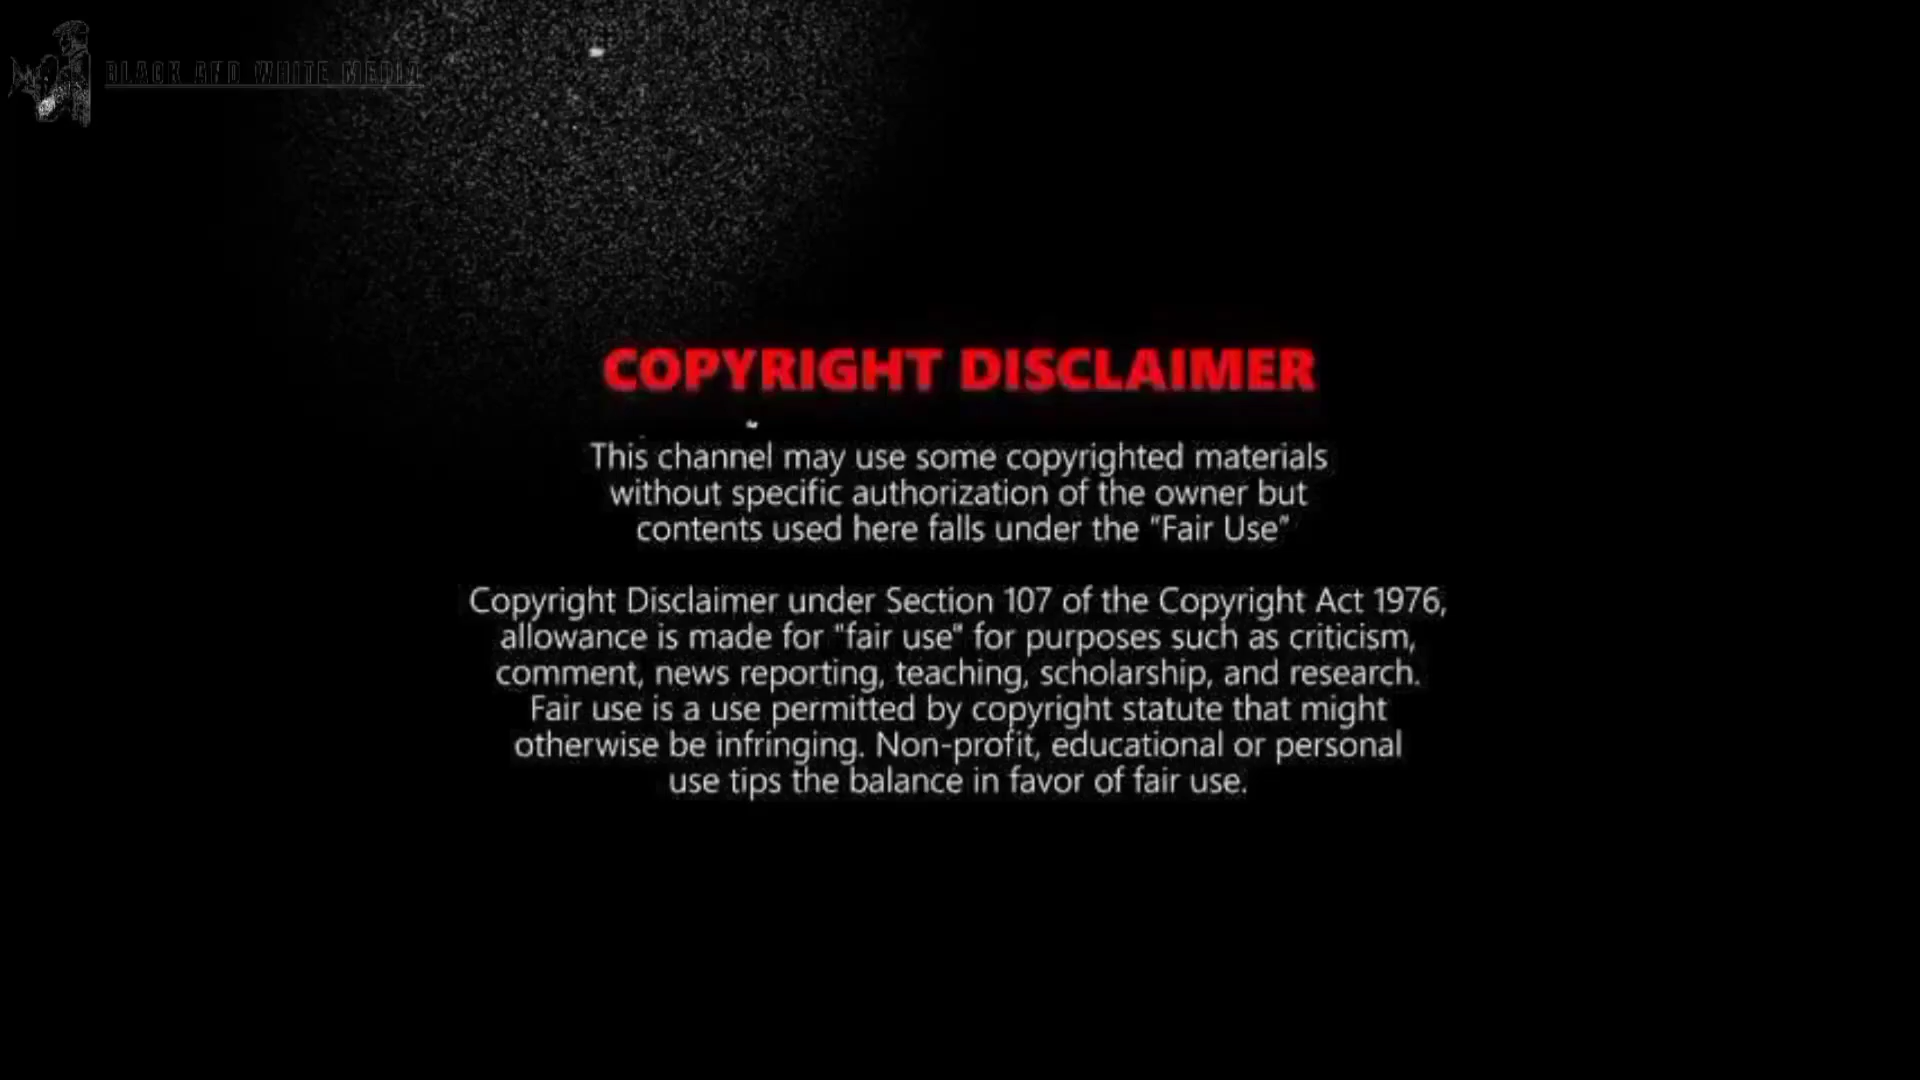 BLACK AND WHITE MEDIA
COPYRIGHT DISCLAIMER
This channel may use some copyrighted materials
without specific authorization of the owner but
contents used here falls under the "Fair Use"
Copyright Disclaimer under Section 107 of the Copyright Act 1976,
allowance is made for "fair use" for purposes such as criticism,
comment, news reporting, teaching, scholarship, and research.
Fair use is a use permitted by copyright statute that might
otherwise be infringing. Non-profit, educational or personal
use tips the balance in favor of fair use.